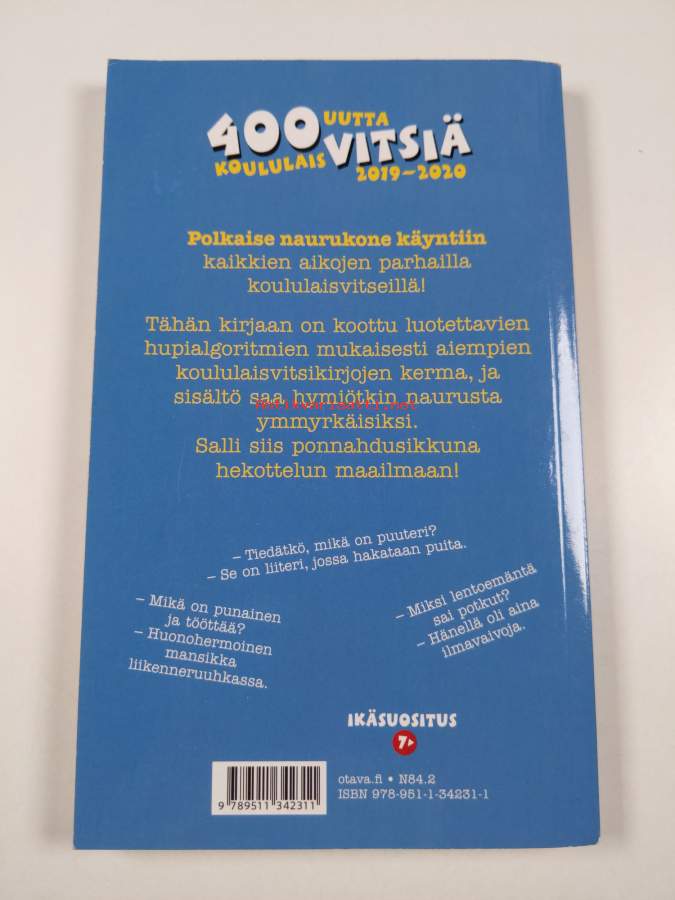 400 UUTTA
KOULULAIS VITSIÄ
2019–2020
Polkaise naurukone käyntiin
kaikkien aikojen parhailla
koululaisvitseillä!
Tähän kirjaan on koottu luotettavien
hupialgoritmien mukaisesti aiempien
koululaisvitsikirjojen kerma, ja
sisältö saa hymiötkin naurusta
Antikvariaatti.net
ymmyrkäisiksi.
Salli siis ponnahdusikkuna
hekottelun maailmaan!
– Tiedätkö, mikä on puuteri?
– Se on liiteri, jossa hakataan puita.
– Mikä on punainen
ja tööttää?
– Huonohermoinen
mansikka
liikenneruuhkassa.
– Miksi lentoemäntä
sai potkut?
– Hänellä oli aina
ilmavaivoja.
IKÄSUOSITUS
7
otava.fi • N84.2
ISBN 978-951-1-34231-1
9 789511 342311